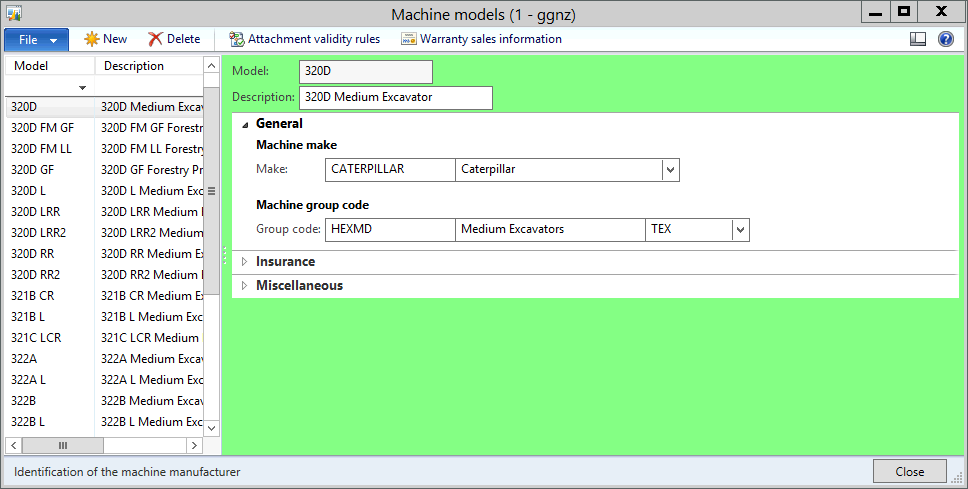 Machine models (1 - ggnz)
File New Delete Attachment validity rules Warranty sales information
Model Description
320D 320D Medium Excav
320D FM GF 320D FM GF Forestr
320D FM LL 320D FM LL Forestry
320D GF 320D GF Forestry Pr
320D L 320D L Medium Exc
320D LRR 320D LRR Medium
320D LRR2 320D LRR2 Medium
320D RR 320D RR Medium Ex
320D RR2 320D RR2 Medium
321B CR 321B CR Medium Ex
321B L 321B L Medium Exc
321C LCR 321C LCR Medium
322A 322A Medium Excav
322A L 322A L Medium Exc
322B 322B Medium Excav
322B L 322B L Medium Exc
Model: 320D
Description: 320D Medium Excavator
General
Machine make
Make: CATERPILLAR Caterpillar
Machine group code
Group code: HEXMD Medium Excavators TEX
Insurance
Miscellaneous
Identification of the machine manufacturer
Close